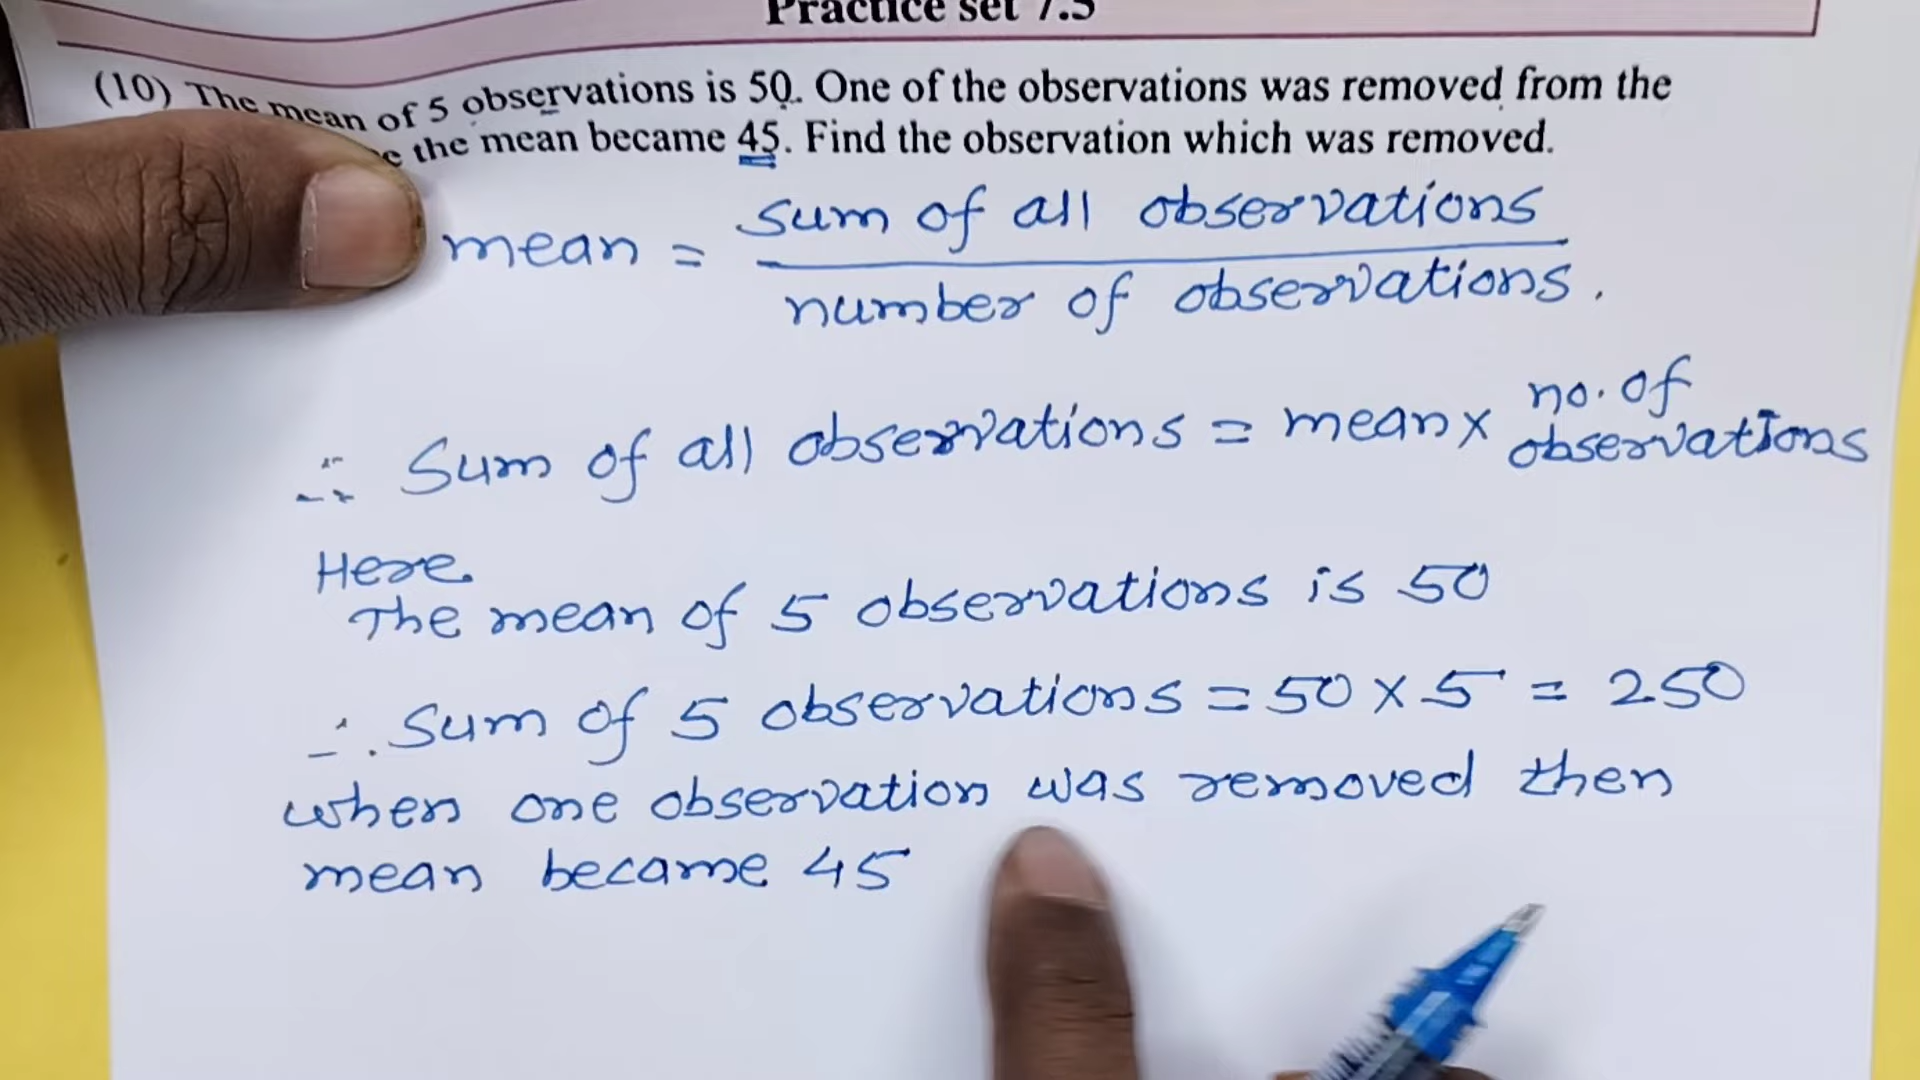 Practice set 7.5
(10) The mean of 5 observations is 50. One of the observations was removed from the
the mean became 45. Find the observation which was removed.
mean = sum of all observations
number of observations.
∴ Sum of all observations = mean × no. of observations
Here
The mean of 5 observations is 50
∴ Sum of 5 observations = 50 × 5 = 250
when one observation was removed then
mean became 45